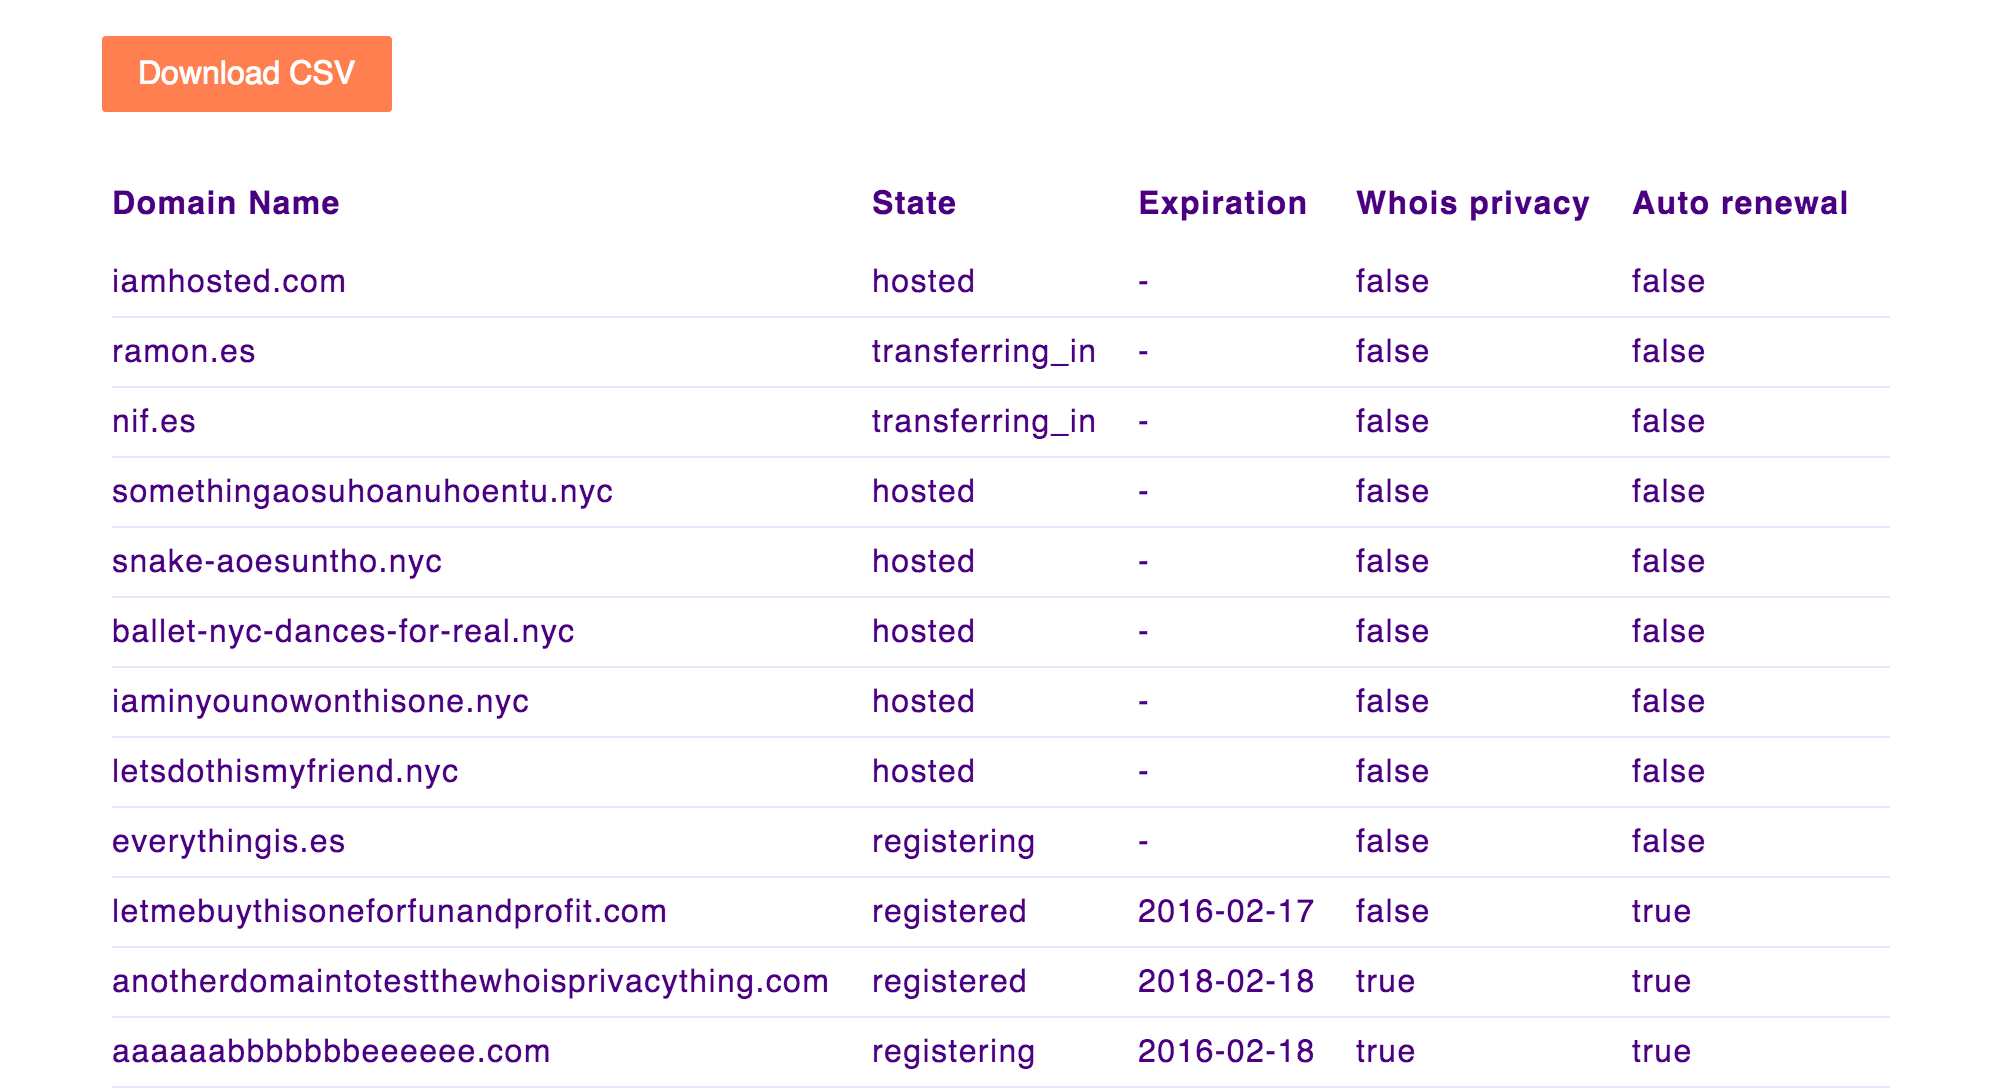 Download CSV
Domain Name State Expiration Whois privacy Auto renewal
iamhosted.com hosted - false false
ramon.es transferring_in - false false
nif.es transferring_in - false false
somethingaosuhoanuhoentu.nyc hosted - false false
snake-aoesuntho.nyc hosted - false false
ballet-nyc-dances-for-real.nyc hosted - false false
iaminyounowonthisone.nyc hosted - false false
letsdothismyfriend.nyc hosted - false false
everythingis.es registering - false false
letmebuythisoneforfunandprofit.com registered 2016-02-17 false true
anotherdomaintotestthewhoisprivacything.com registered 2018-02-18 true true
aaaaaabbbbbbbeeeeee.com registering 2016-02-18 true true